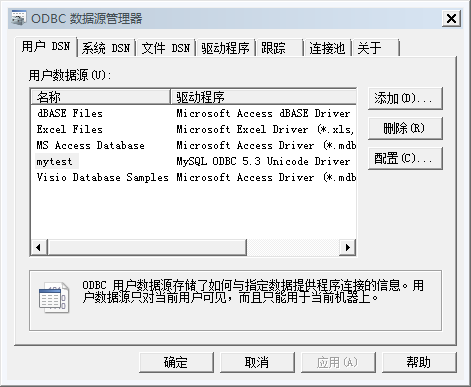 ODBC 数据源管理器
用户 DSN 系统 DSN 文件 DSN 驱动程序 跟踪 连接池 关于
用户数据源(U):
名称 驱动程序
dBASE Files Microsoft Access dBASE Driver
Excel Files Microsoft Excel Driver (*.xls,
MS Access Database Microsoft Access Driver (*.mdb
mytest MySQL ODBC 5.3 Unicode Driver
Visio Database Samples Microsoft Access Driver (*.mdb
添加(D)...
删除(R)
配置(C)...
ODBC 用户数据源存储了如何与指定数据提供程序连接的信息。用
户数据源只对当前用户可见，而且只能用于当前机器上。
确定 取消 应用(A) 帮助